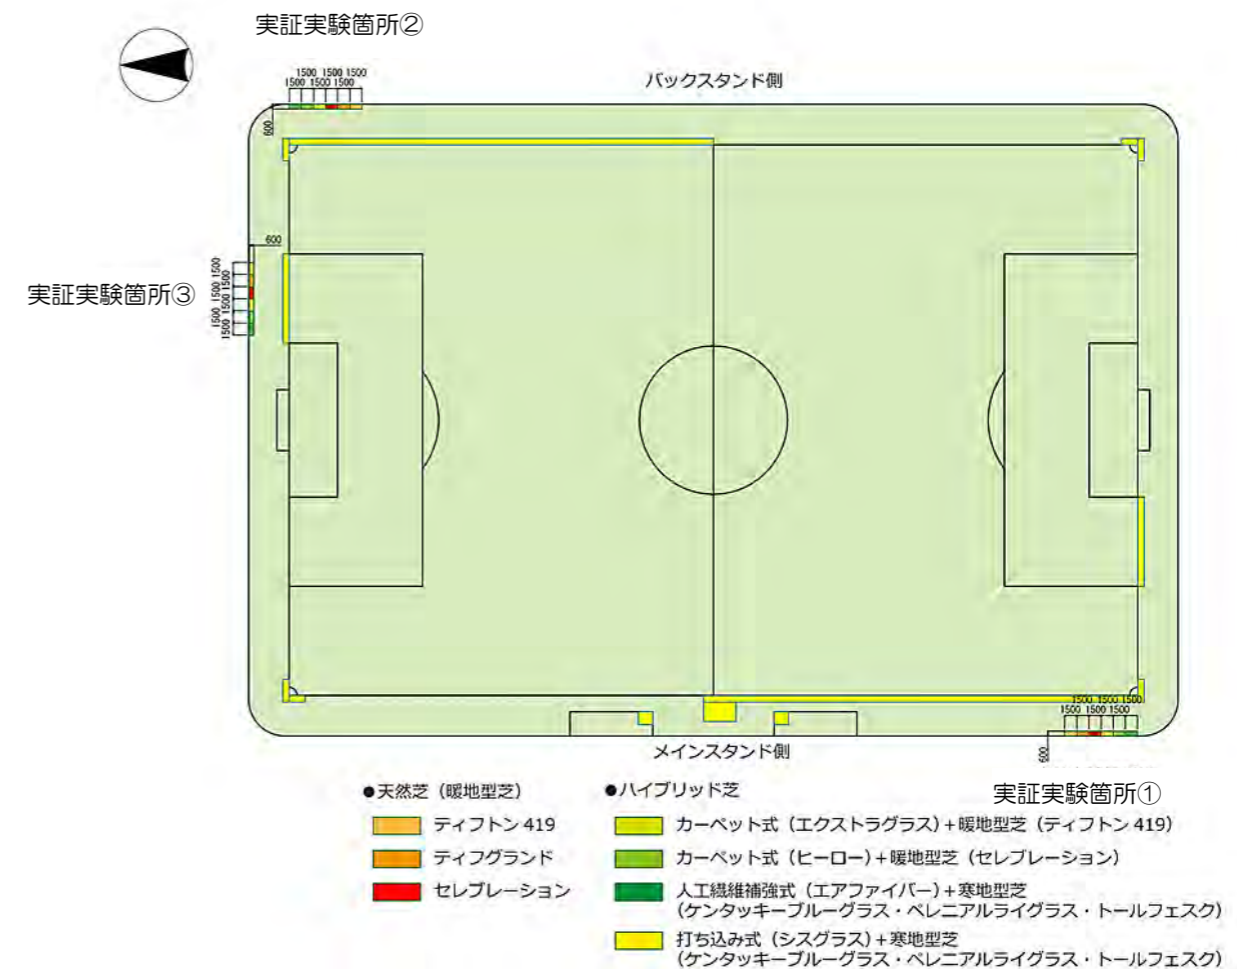 実証実験箇所②
1500 1500 1500
1500 1500 1500
バックスタンド側
600
600
実証実験箇所③
1500
1500
1500
1500
1500
1500
1500 1500 1500
1500 1500 1500
600
メインスタンド側
実証実験箇所①
●天然芝（暖地型芝）
ティフトン 419
ティフグランド
セレブレーション
●ハイブリッド芝
カーペット式（エクストラグラス）＋暖地型芝（ティフトン 419）
カーペット式（ヒーロー）＋暖地型芝（セレブレーション）
人工繊維補強式（エアファイバー）＋寒地型芝
（ケンタッキーブルーグラス・ペレニアルライグラス・トールフェスク）
打ち込み式（シスグラス）＋寒地型芝
（ケンタッキーブルーグラス・ペレニアルライグラス・トールフェスク）